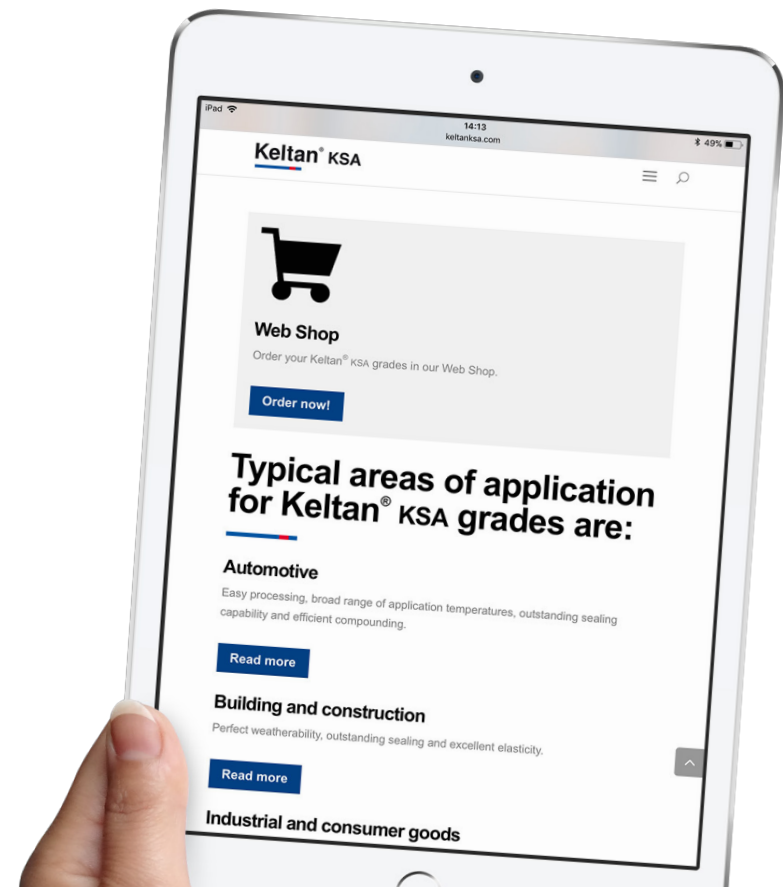 iPad
14:13
keltanksa.com
49%
Keltan® KSA
Web Shop
Order your Keltan® KSA grades in our Web Shop.
Order now!
Typical areas of application
for Keltan® KSA grades are:
Automotive
Easy processing, broad range of application temperatures, outstanding sealing
capability and efficient compounding.
Read more
Building and construction
Perfect weatherability, outstanding sealing and excellent elasticity.
Read more
Industrial and consumer goods